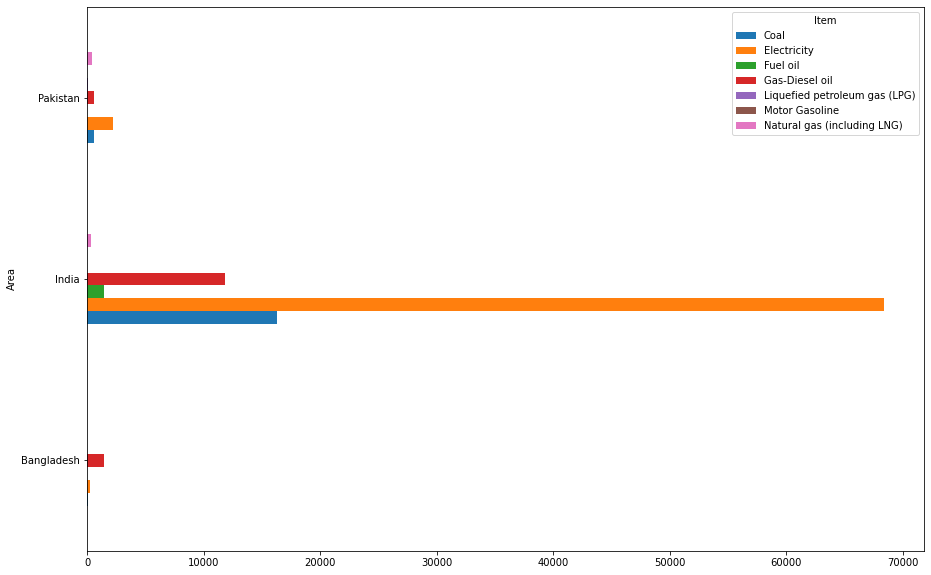 Item
Coal
Electricity
Fuel oil
Gas-Diesel oil
Liquefied petroleum gas (LPG)
Motor Gasoline
Natural gas (including LNG)
Pakistan
India
Bangladesh
Area
0 10000 20000 30000 40000 50000 60000 70000